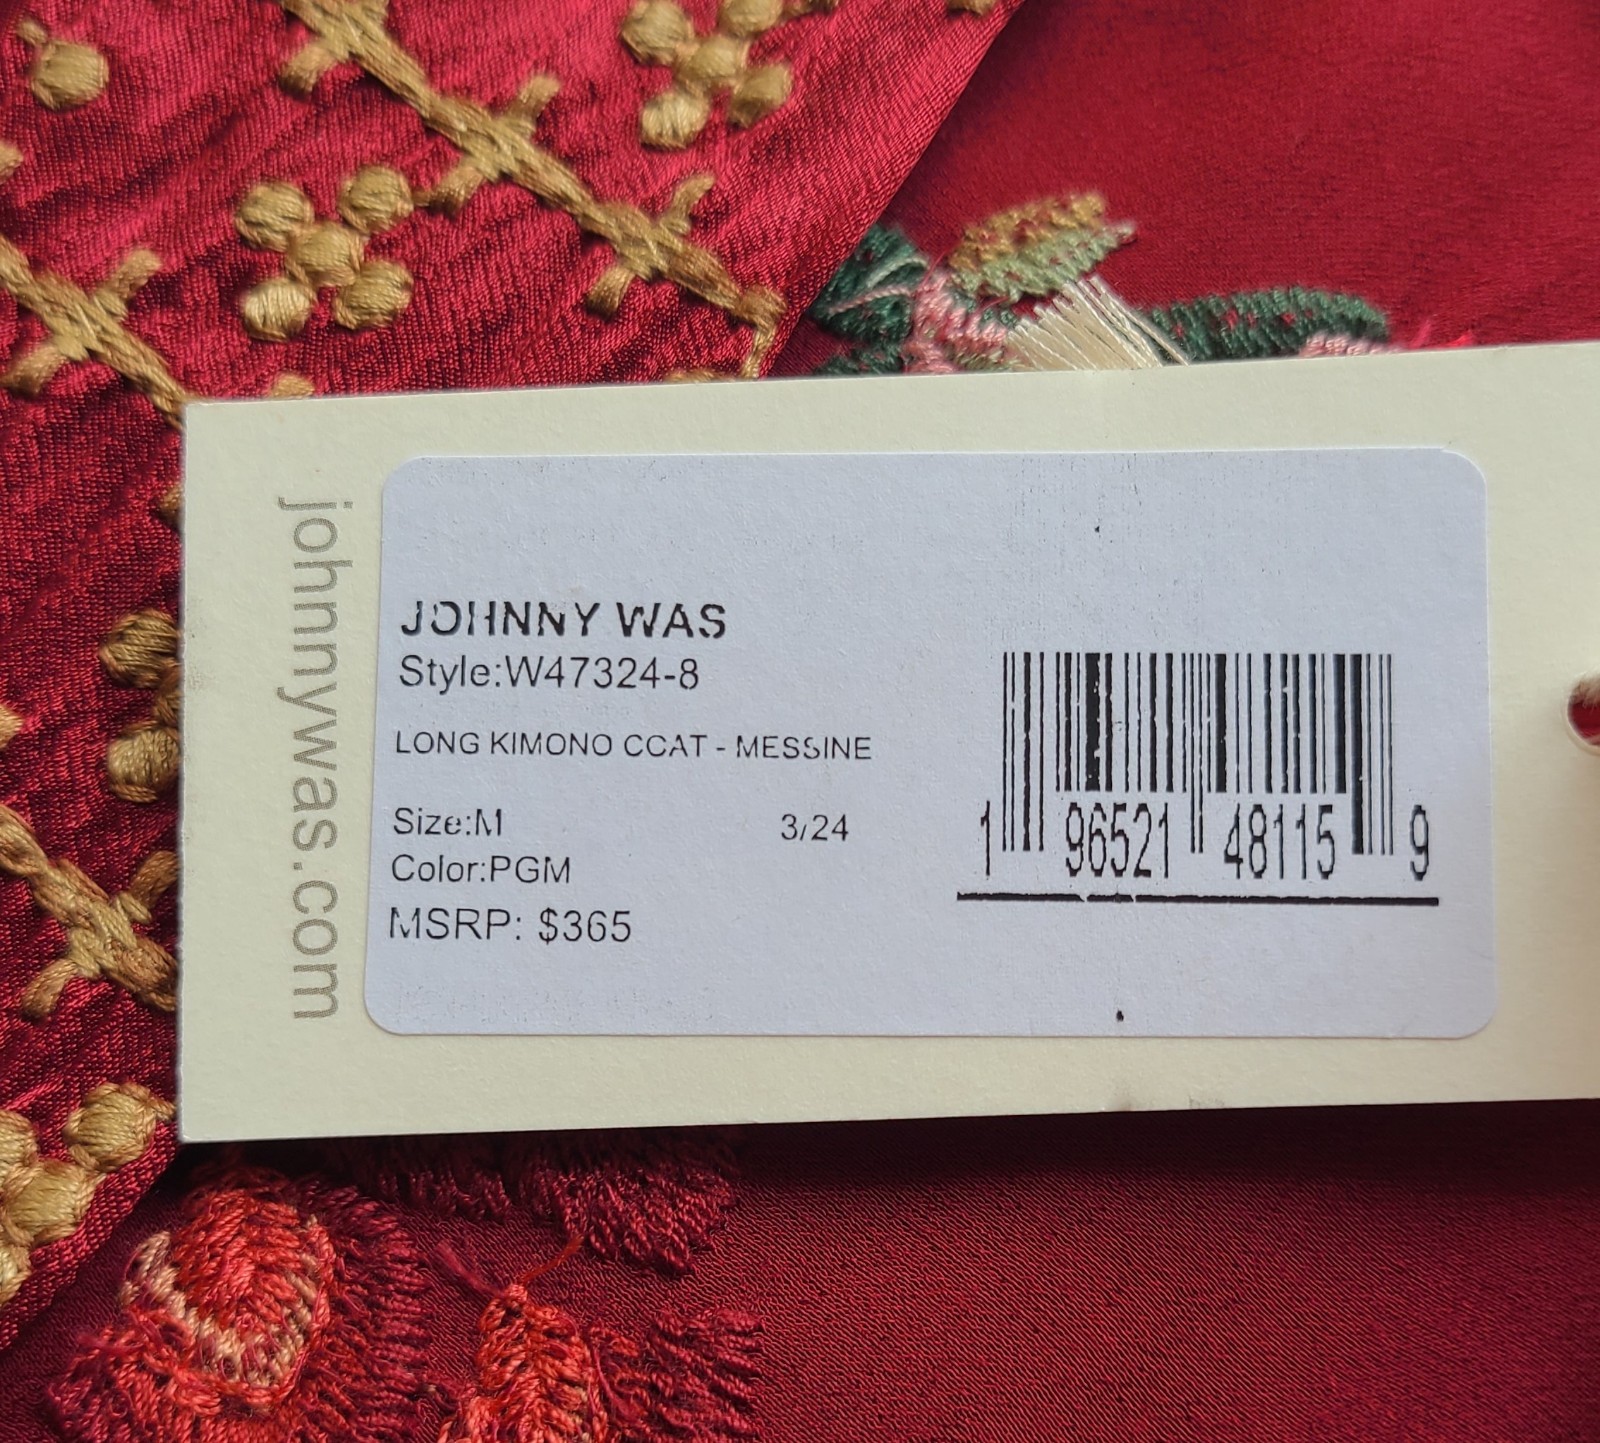 johnnywas.com
JOHNNY WAS
Style:W47324-8
LONG KIMONO COAT - MESSINE
Size:M 3/24
Color:PGM
MSRP: $365
1 96521 48115 9